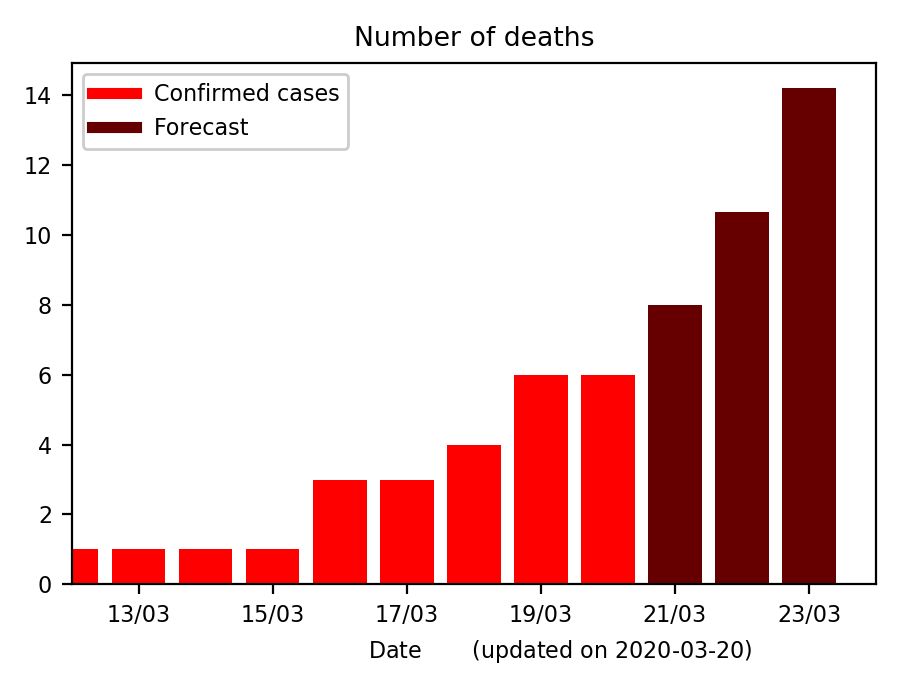 Number of deaths
Confirmed cases
Forecast
14
12
10
8
6
4
2
0
13/03 15/03 17/03 19/03 21/03 23/03
Date (updated on 2020-03-20)